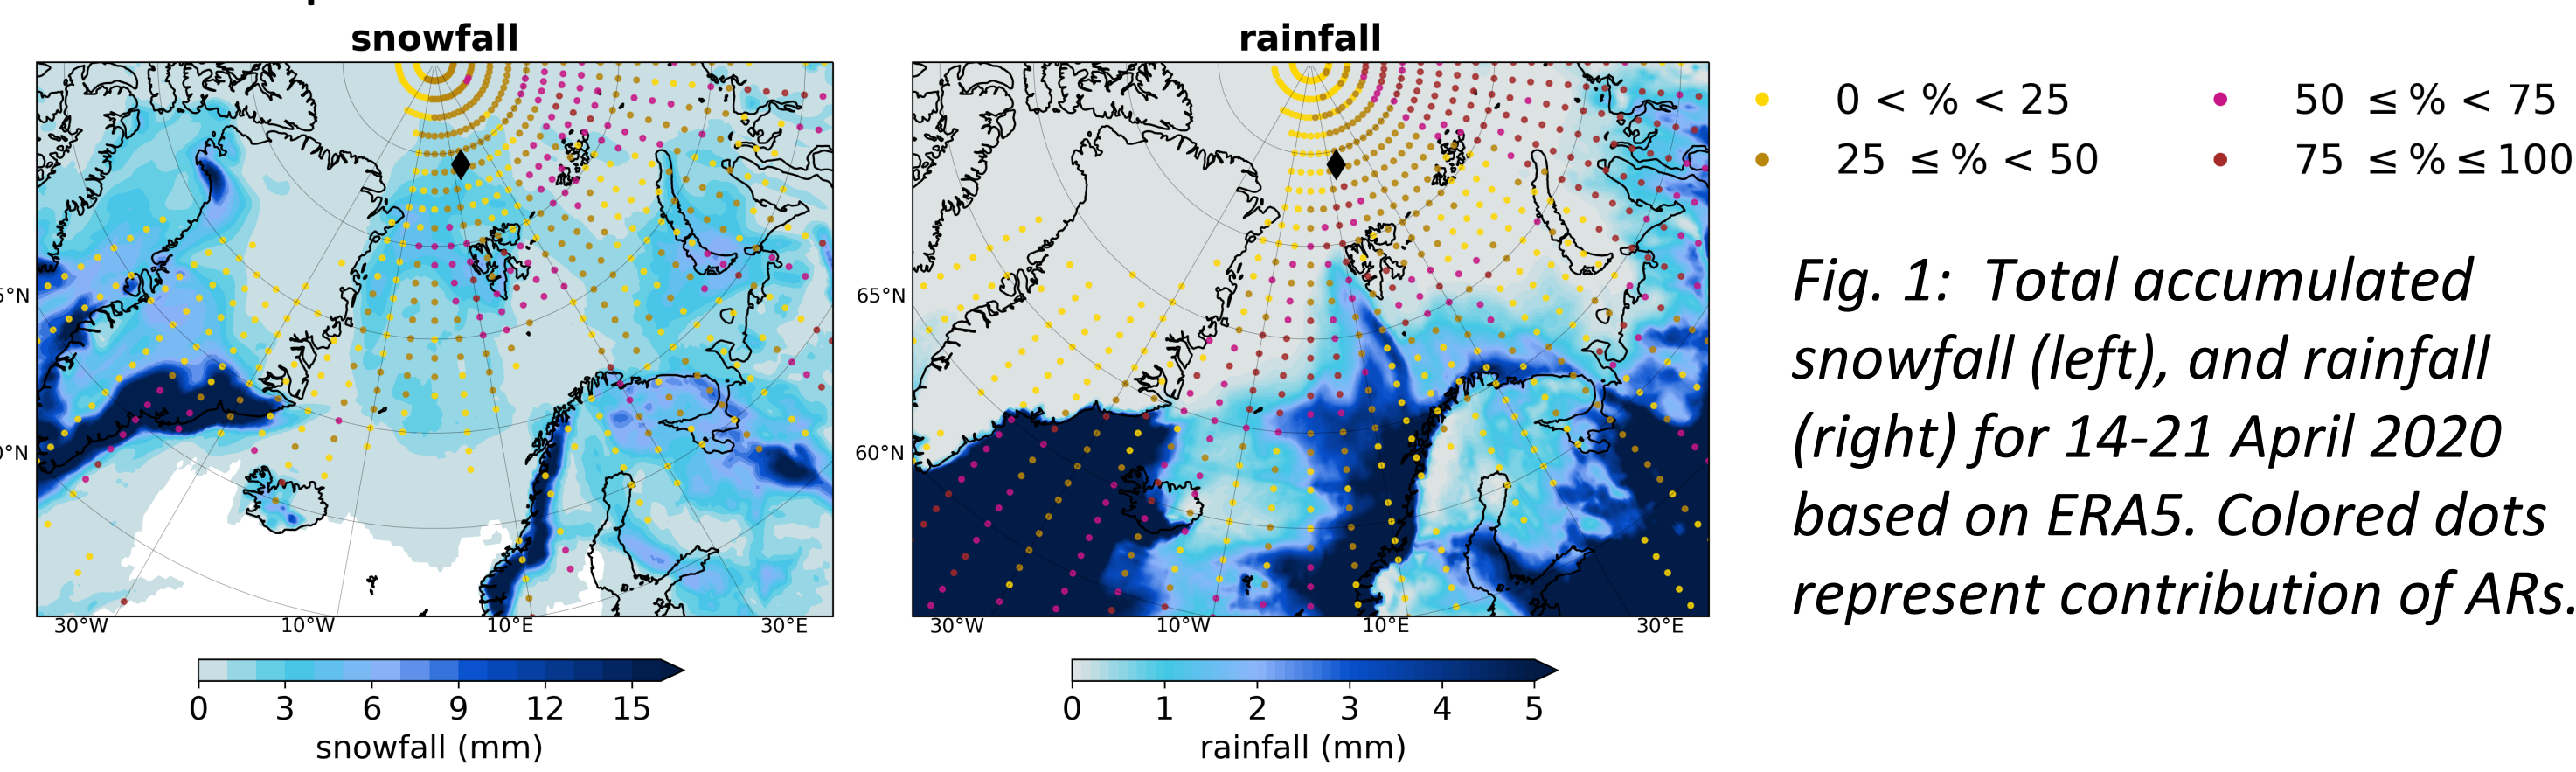 snowfall
rainfall
0 < % < 25
50 ≤ % < 75
25 ≤ % < 50
75 ≤ % ≤ 100
5°N
65°N
0°N
60°N
30°W
10°W
10°E
30°E
30°W
10°W
10°E
30°E
0 3 6 9 12 15
snowfall (mm)
0 1 2 3 4 5
rainfall (mm)
Fig. 1: Total accumulated
snowfall (left), and rainfall
(right) for 14-21 April 2020
based on ERA5. Colored dots
represent contribution of ARs.